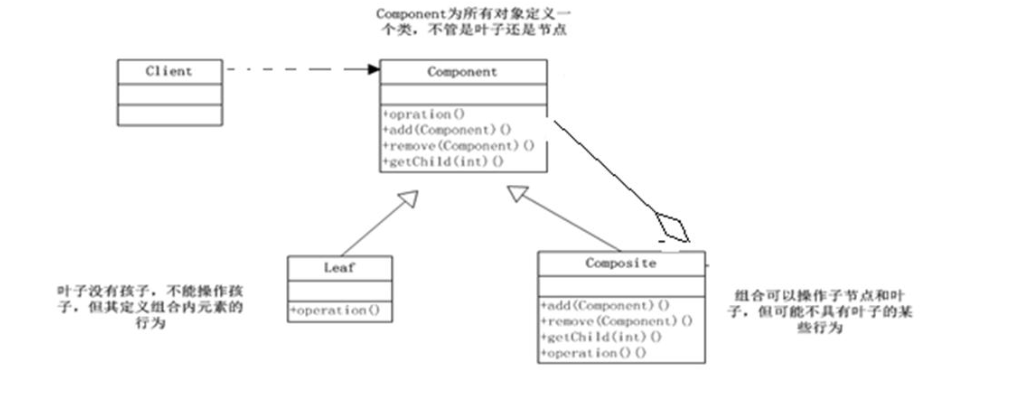 Component为所有对象定义一
个类，不管是叶子还是节点
Client
Component
+opration()
+add(Component)()
+remove(Component)()
+getChild(int)()
Leaf
+operation()
Composite
+add(Component)()
+remove(Component)()
+getChild(int)()
+operation()()
叶子没有孩子，不能操作孩
子，但其定义组合内元素的
行为
组合可以操作子节点和叶
子，但可能不具有叶子的某
些行为